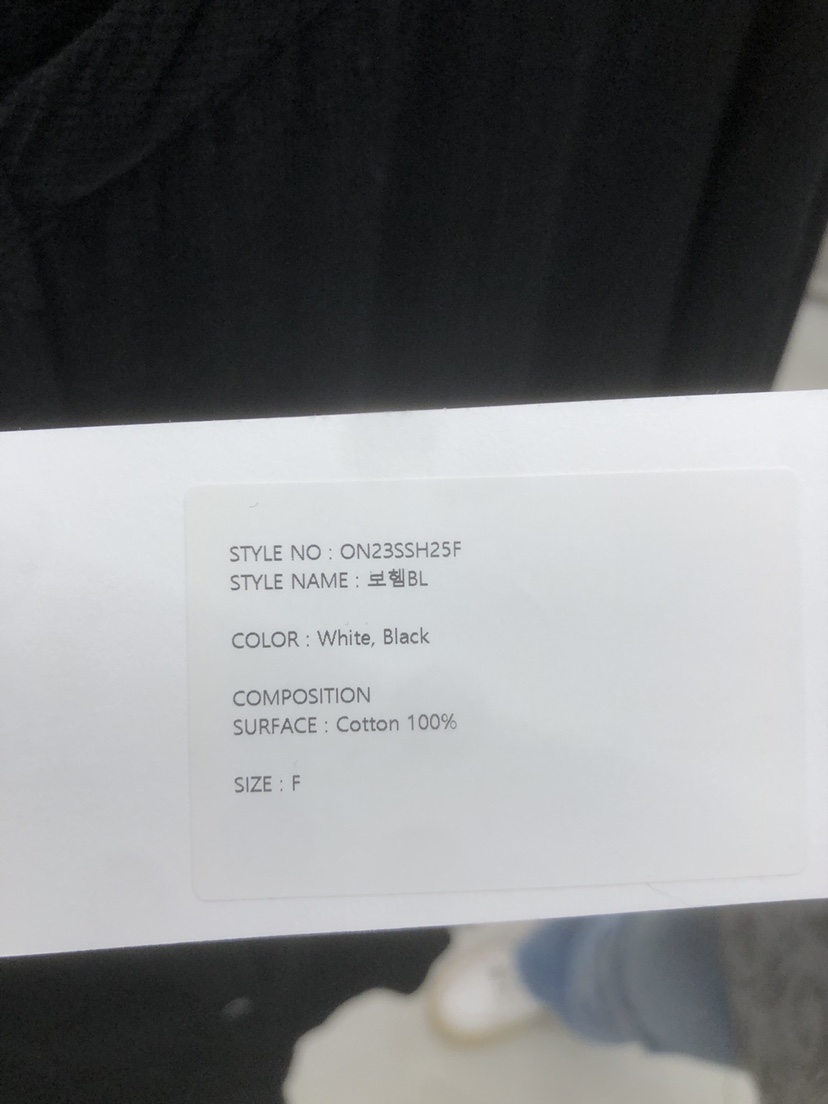 STYLE NO : ON23SSH25F
STYLE NAME : 보헴BL
COLOR : White, Black
COMPOSITION
SURFACE : Cotton 100%
SIZE : F